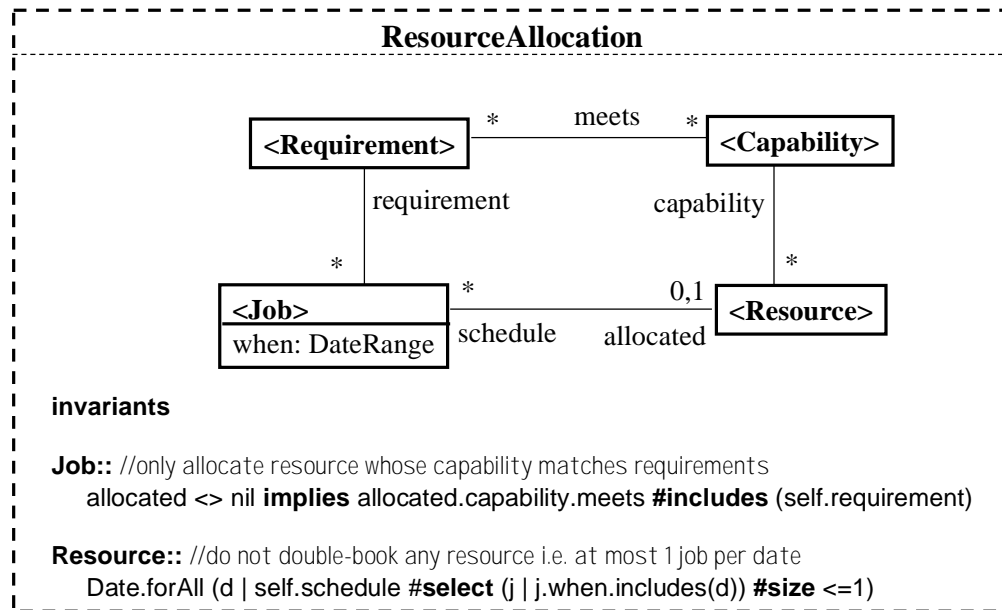 ResourceAllocation
* meets *
<Requirement> <Capability>
requirement capability
* *
<Job> * 0,1 <Resource>
when: DateRange schedule allocated
invariants
Job:: //only allocate resource whose capability matches requirements
allocated <> nil implies allocated.capability.meets #includes (self.requirement)
Resource:: //do not double-book any resource i.e. at most 1 job per date
Date.forAll (d | self.schedule #select (j | j.when.includes(d)) #size <=1)